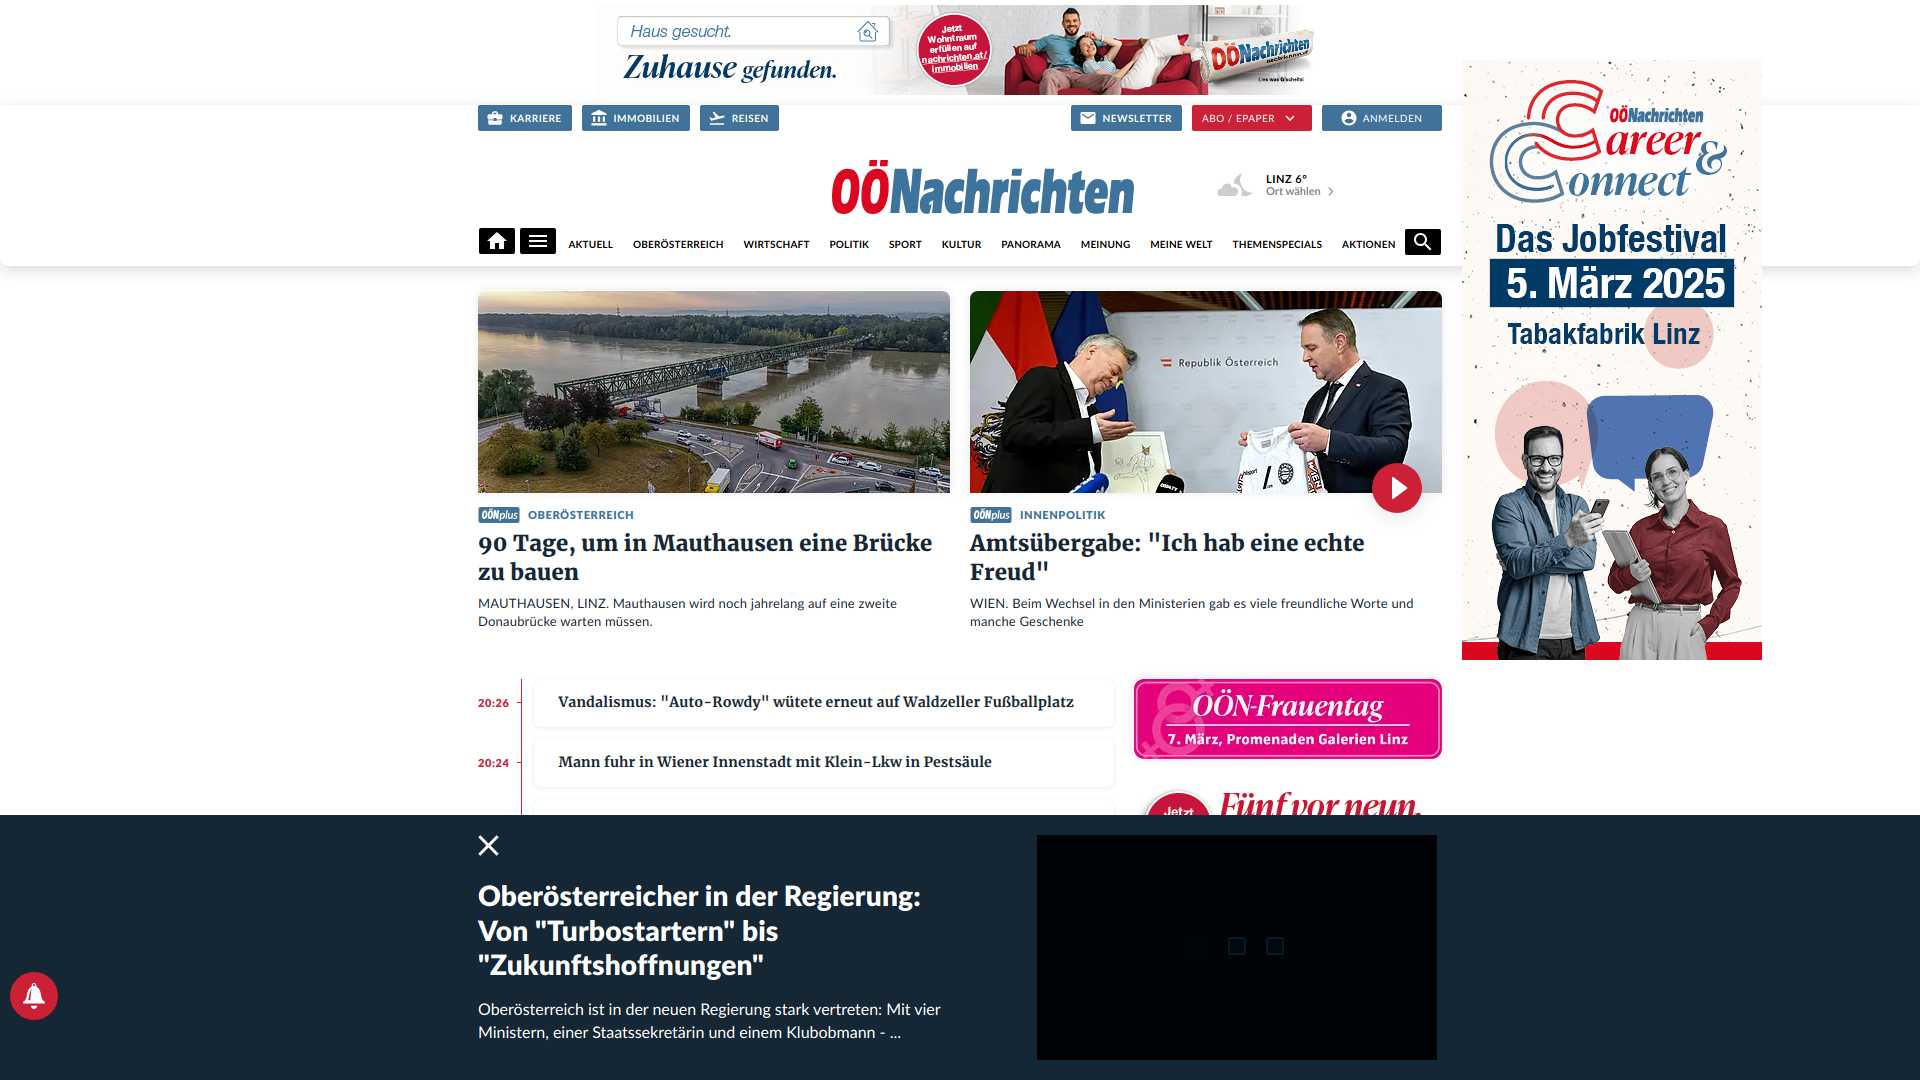 Haus gesucht.
Zuhause gefunden.
Jetzt
Wohntraum
erfüllen auf
nachrichten.at/
immobilien
OÖNachrichten
KARRIERE
IMMOBILIEN
REISEN
NEWSLETTER
ABO / EPAPER
ANMELDEN
OÖNachrichten
LINZ 6°
Ort wählen
AKTUELL
OBERÖSTERREICH
WIRTSCHAFT
POLITIK
SPORT
KULTUR
PANORAMA
MEINUNG
MEINE WELT
THEMENSPECIALS
AKTIONEN
OÖNachrichten
Career &
Connect
Das Jobfestival
5. März 2025
Tabakfabrik Linz
Republik Österreich
OÖNplus OBERÖSTERREICH
90 Tage, um in Mauthausen eine Brücke
zu bauen
MAUTHAUSEN, LINZ. Mauthausen wird noch jahrelang auf eine zweite
Donaubrücke warten müssen.
OÖNplus INNENPOLITIK
Amtsübergabe: "Ich hab eine echte
Freud"
WIEN. Beim Wechsel in den Ministerien gab es viele freundliche Worte und
manche Geschenke
20:26 Vandalismus: "Auto-Rowdy" wütete erneut auf Waldzeller Fußballplatz
20:24 Mann fuhr in Wiener Innenstadt mit Klein-Lkw in Pestsäule
OÖN-Frauentag
7. März, Promenaden Galerien Linz
Jetzt
Fünf vor neun.
Oberösterreicher in der Regierung:
Von "Turbostartern" bis
"Zukunftshoffnungen"
Oberösterreich ist in der neuen Regierung stark vertreten: Mit vier
Ministern, einer Staatssekretärin und einem Klubobmann - ...